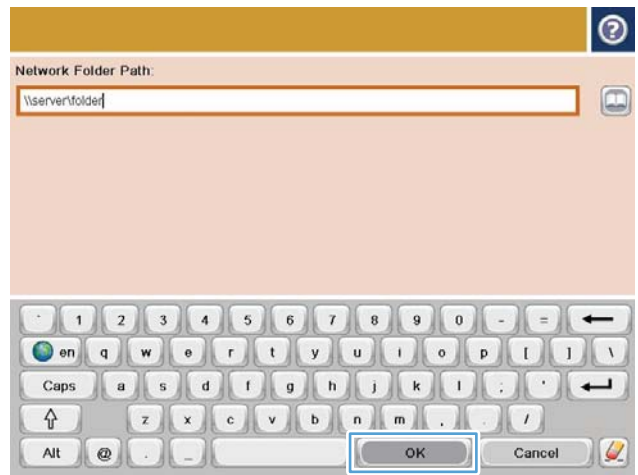 ?
Network Folder Path:
\\server\folder
` 1 2 3 4 5 6 7 8 9 0 - =
en q w e r t y u i o p [ ] \
Caps a s d f g h j k l ; '
z x c v b n m , . /
Alt @ . _ OK Cancel